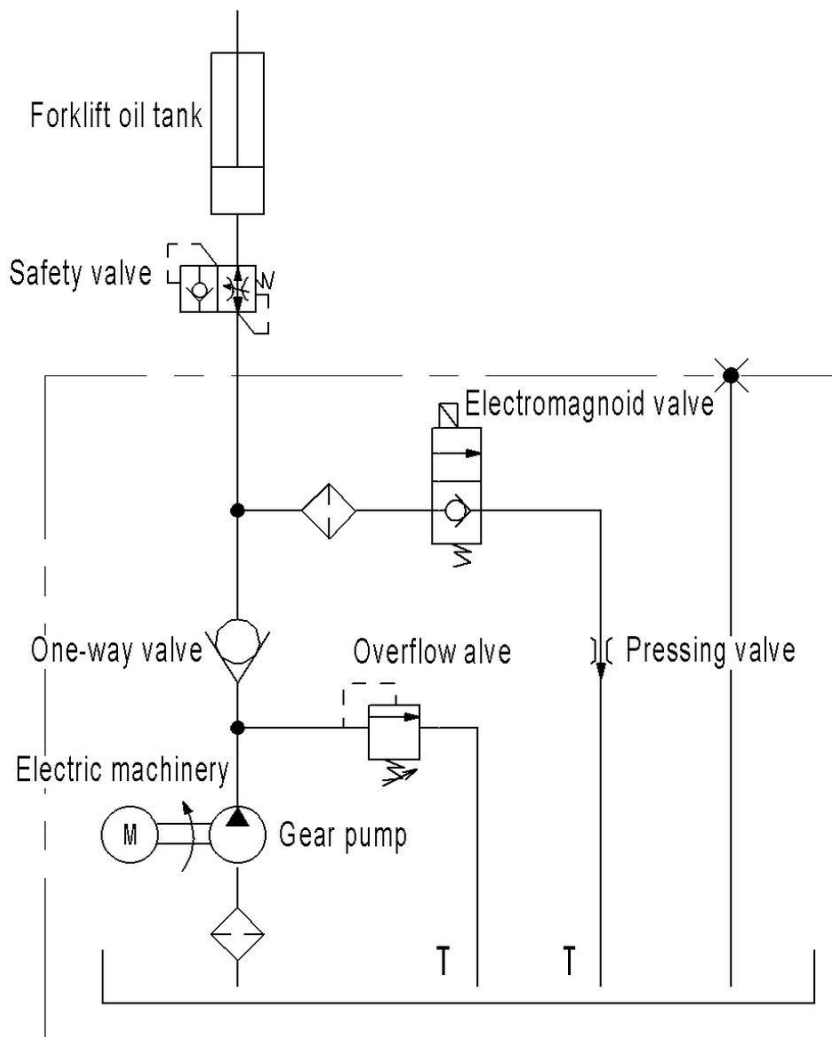 Forklift oil tank
Safety valve
Electromagnoid valve
One-way valve
Overflow alve
Pressing valve
Electric machinery
M
Gear pump
T
T